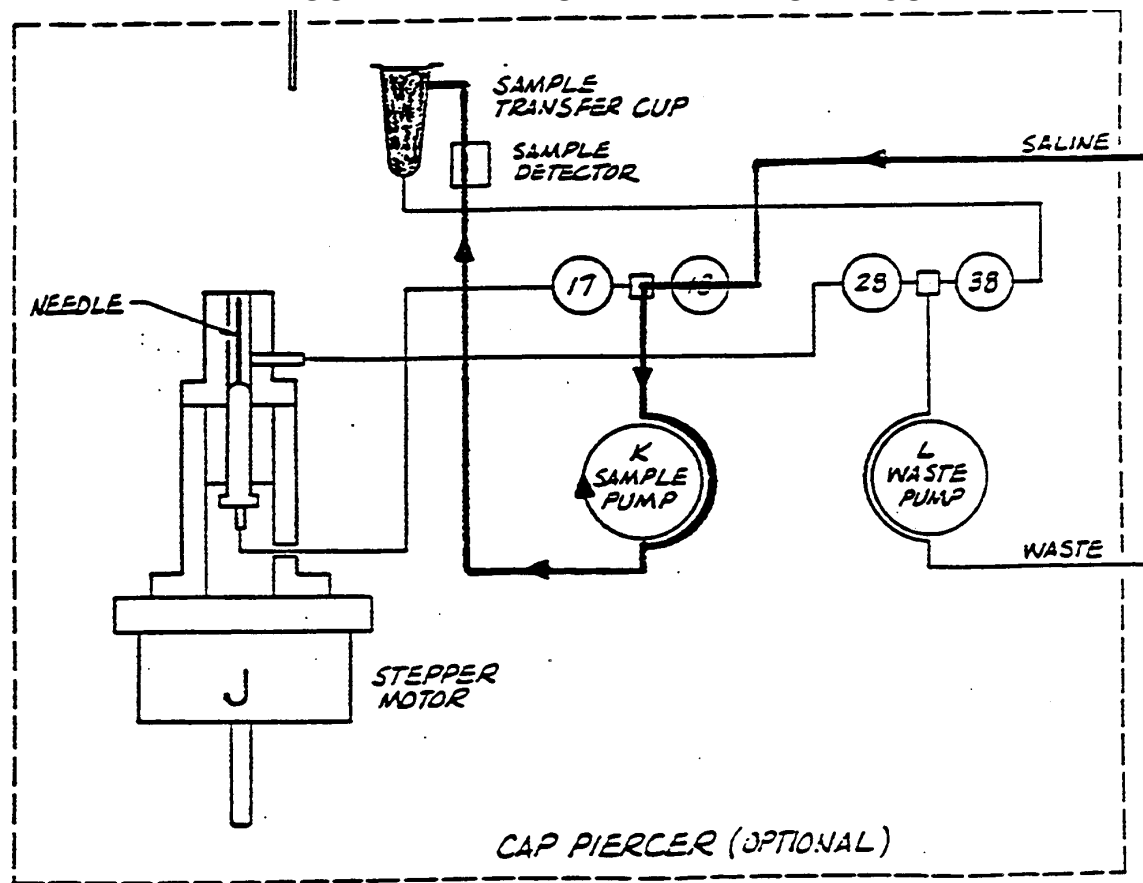 SAMPLE
TRANSFER CUP
SAMPLE
DETECTOR
SALINE
17
28
38
NEEDLE
K
SAMPLE
PUMP
L
WASTE
PUMP
WASTE
J
STEPPER
MOTOR
CAP PIERCER (OPTIONAL)